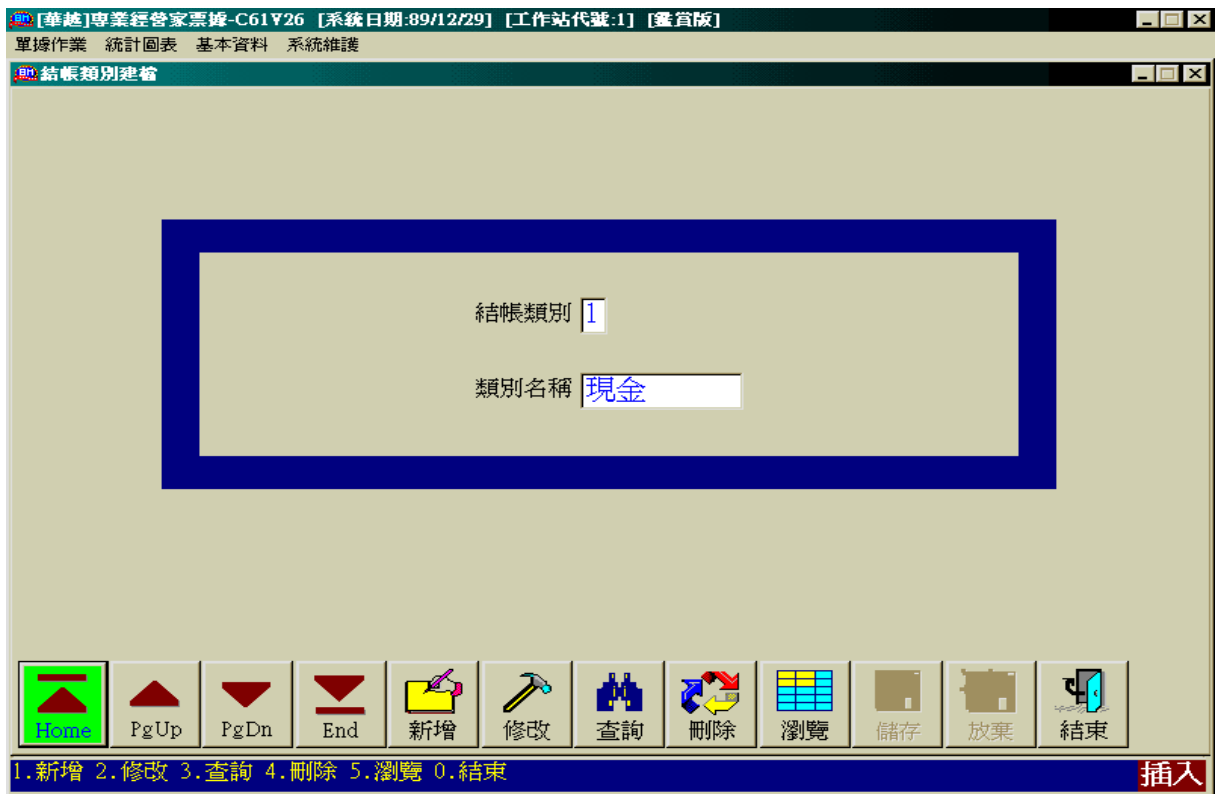 [華越]專業經營家票據-C61V26 [系統日期:89/12/29] [工作站代號:1] [鑑賞版]
單據作業 統計圖表 基本資料 系統維護
結帳類別建檔
結帳類別 1
類別名稱 現金
Home PgUp PgDn End 新增 修改 查詢 刪除 瀏覽 儲存 放棄 結束
1.新增 2.修改 3.查詢 4.刪除 5.瀏覽 0.結束 插入